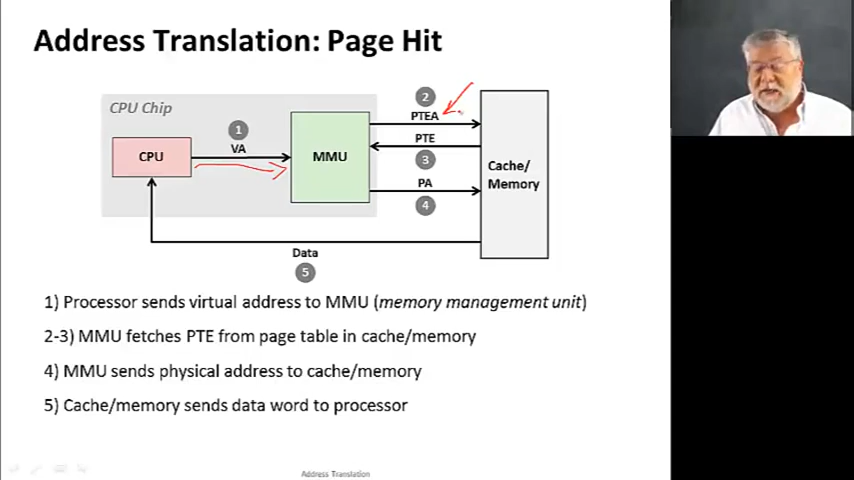 Address Translation: Page Hit
CPU Chip
2
PTEA
1
VA
CPU
MMU
PTE
3
Cache/
Memory
PA
4
Data
5
1) Processor sends virtual address to MMU (memory management unit)
2-3) MMU fetches PTE from page table in cache/memory
4) MMU sends physical address to cache/memory
5) Cache/memory sends data word to processor
Address Translation